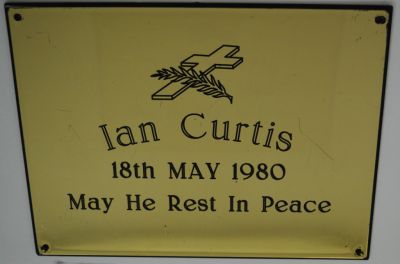 Ian Curtis
18th MAY 1980
May He Rest In Peace